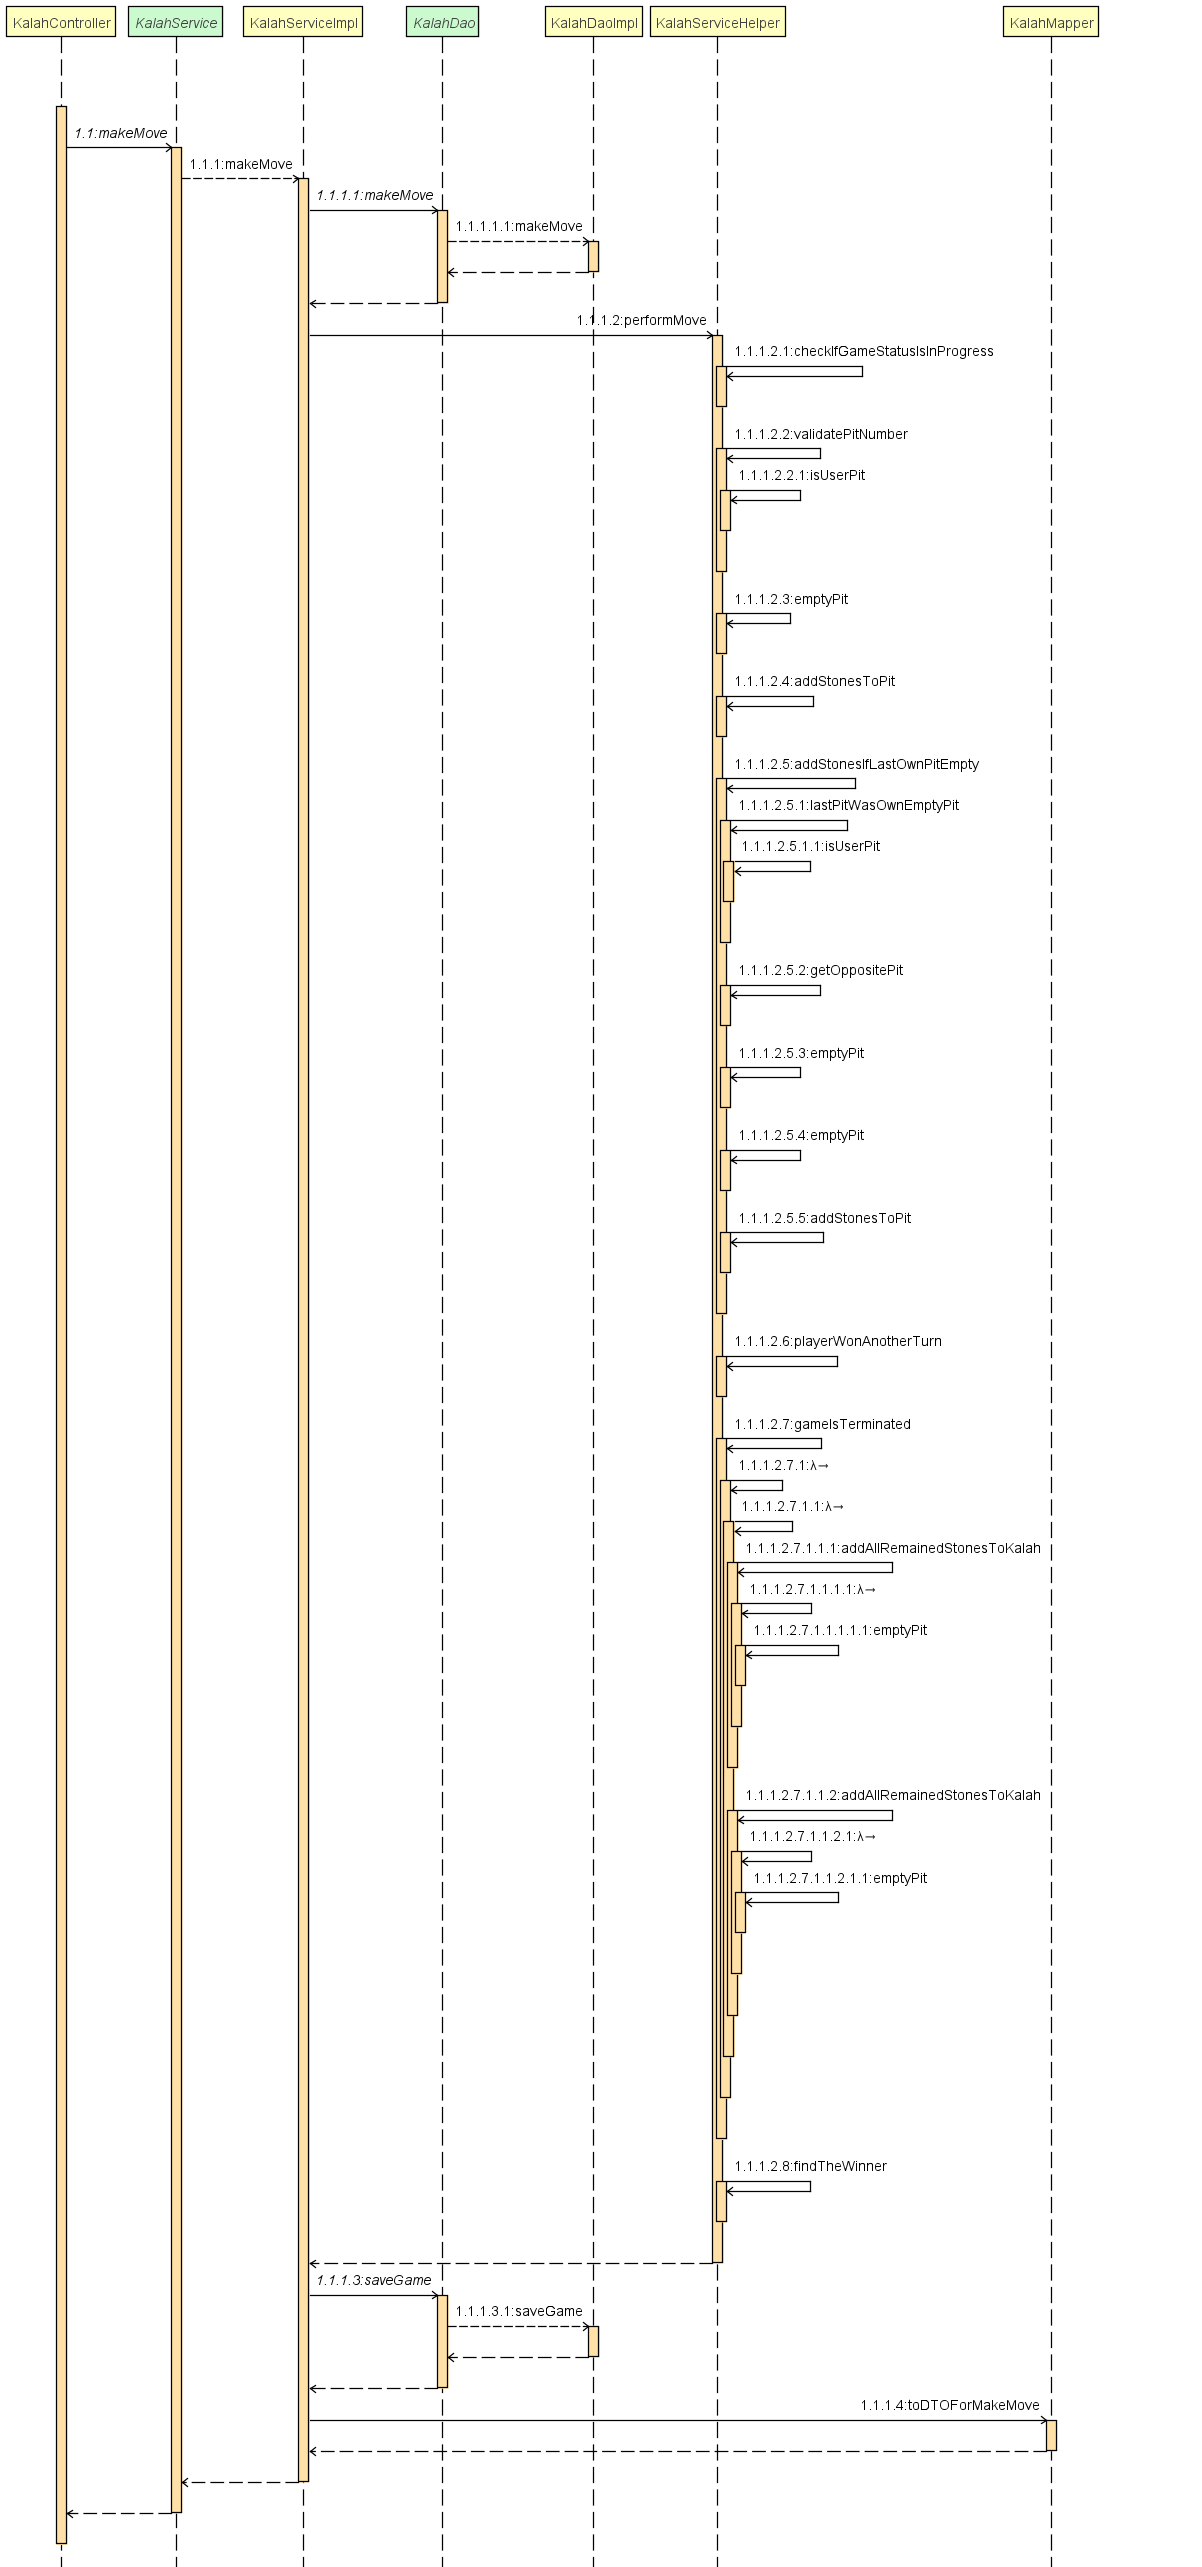 KalahController
KalahService
KalahServiceImpl
KalahDao
KalahDaoImpl
KalahServiceHelper
KalahMapper
1.1:makeMove
1.1.1:makeMove
1.1.1.1:makeMove
1.1.1.1.1:makeMove
1.1.1.2:performMove
1.1.1.2.1:checkIfGameStatusIsInProgress
1.1.1.2.2:validatePitNumber
1.1.1.2.2.1:isUserPit
1.1.1.2.3:emptyPit
1.1.1.2.4:addStonesToPit
1.1.1.2.5:addStonesIfLastOwnPitEmpty
1.1.1.2.5.1:lastPitWasOwnEmptyPit
1.1.1.2.5.1.1:isUserPit
1.1.1.2.5.2:getOppositePit
1.1.1.2.5.3:emptyPit
1.1.1.2.5.4:emptyPit
1.1.1.2.5.5:addStonesToPit
1.1.1.2.6:playerWonAnotherTurn
1.1.1.2.7:gameIsTerminated
1.1.1.2.7.1:λ→
1.1.1.2.7.1.1:λ→
1.1.1.2.7.1.1.1:addAllRemainedStonesToKalah
1.1.1.2.7.1.1.1.1:λ→
1.1.1.2.7.1.1.1.1.1:emptyPit
1.1.1.2.7.1.1.2:addAllRemainedStonesToKalah
1.1.1.2.7.1.1.2.1:λ→
1.1.1.2.7.1.1.2.1.1:emptyPit
1.1.1.2.8:findTheWinner
1.1.1.3:saveGame
1.1.1.3.1:saveGame
1.1.1.4:toDTOForMakeMove